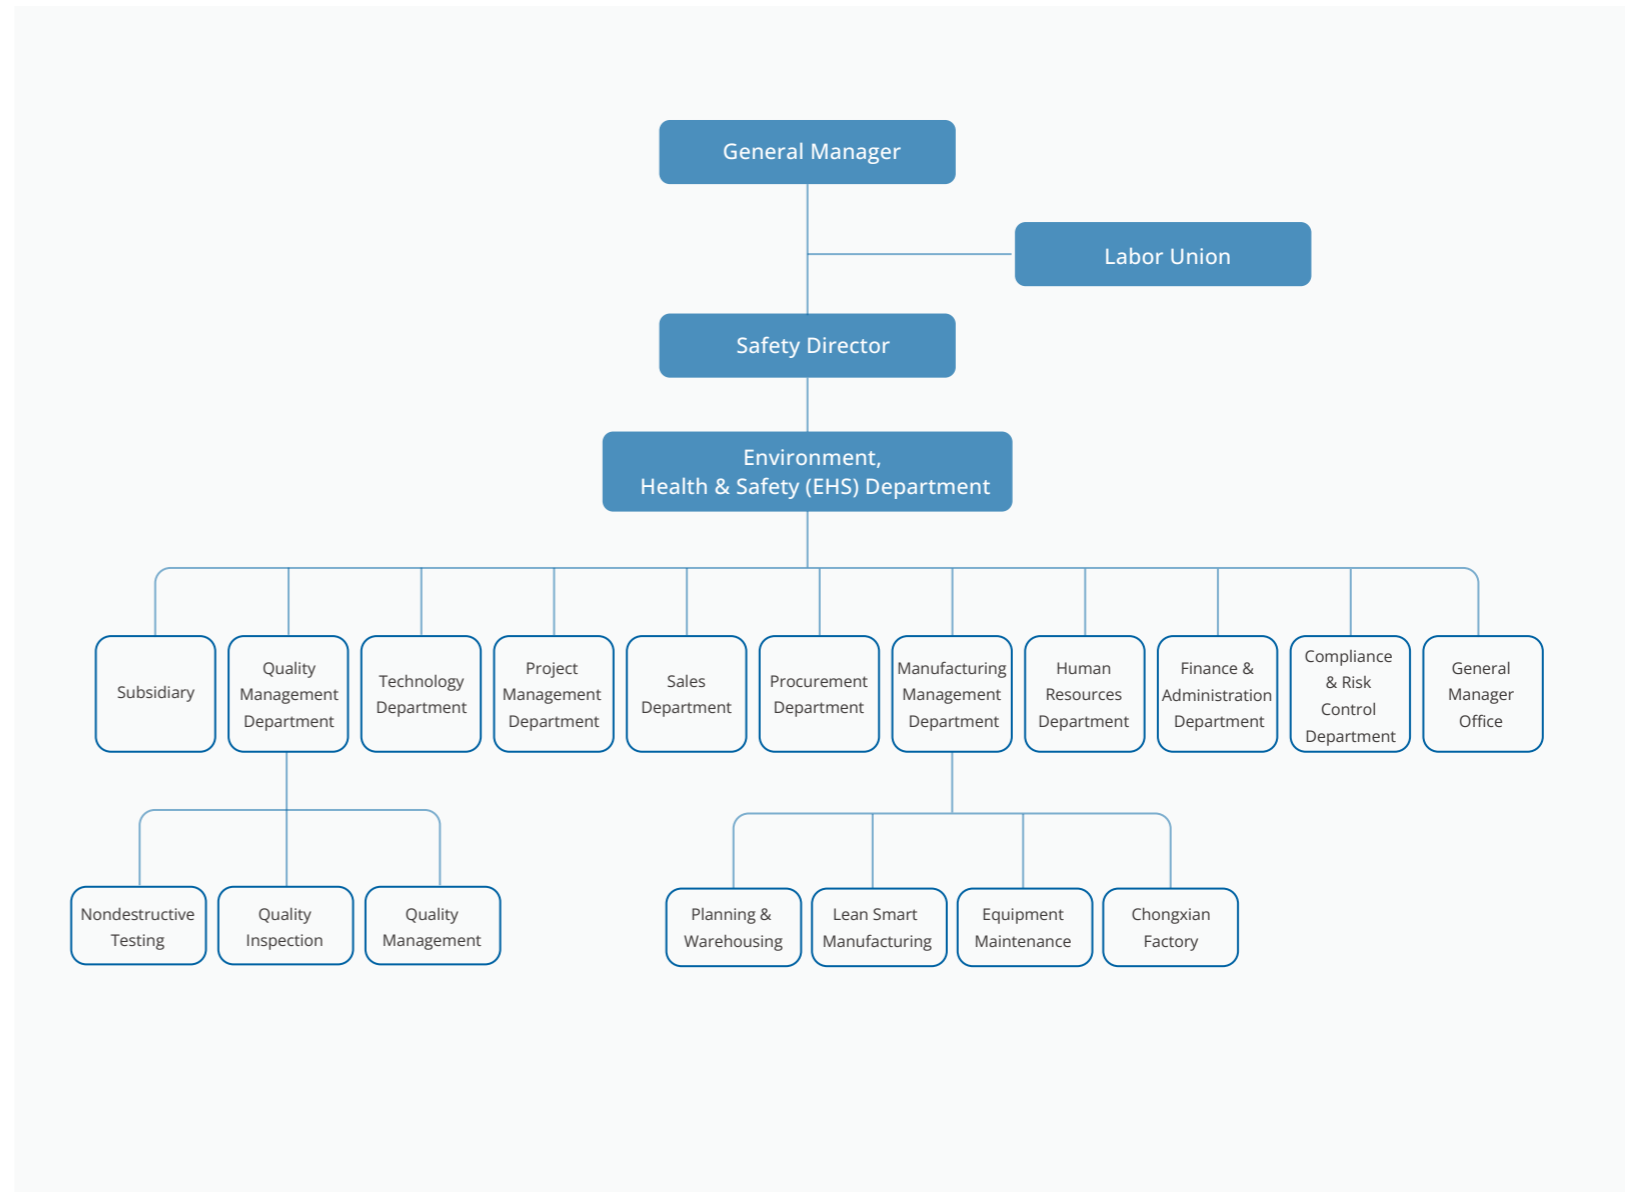 General Manager
Labor Union
Safety Director
Environment,
Health & Safety (EHS) Department
Subsidiary
Quality
Management
Department
Technology
Department
Project
Management
Department
Sales
Department
Procurement
Department
Manufacturing
Management
Department
Human
Resources
Department
Finance &
Administration
Department
Compliance
& Risk
Control
Department
General
Manager
Office
Nondestructive
Testing
Quality
Inspection
Quality
Management
Planning &
Warehousing
Lean Smart
Manufacturing
Equipment
Maintenance
Chongxian
Factory